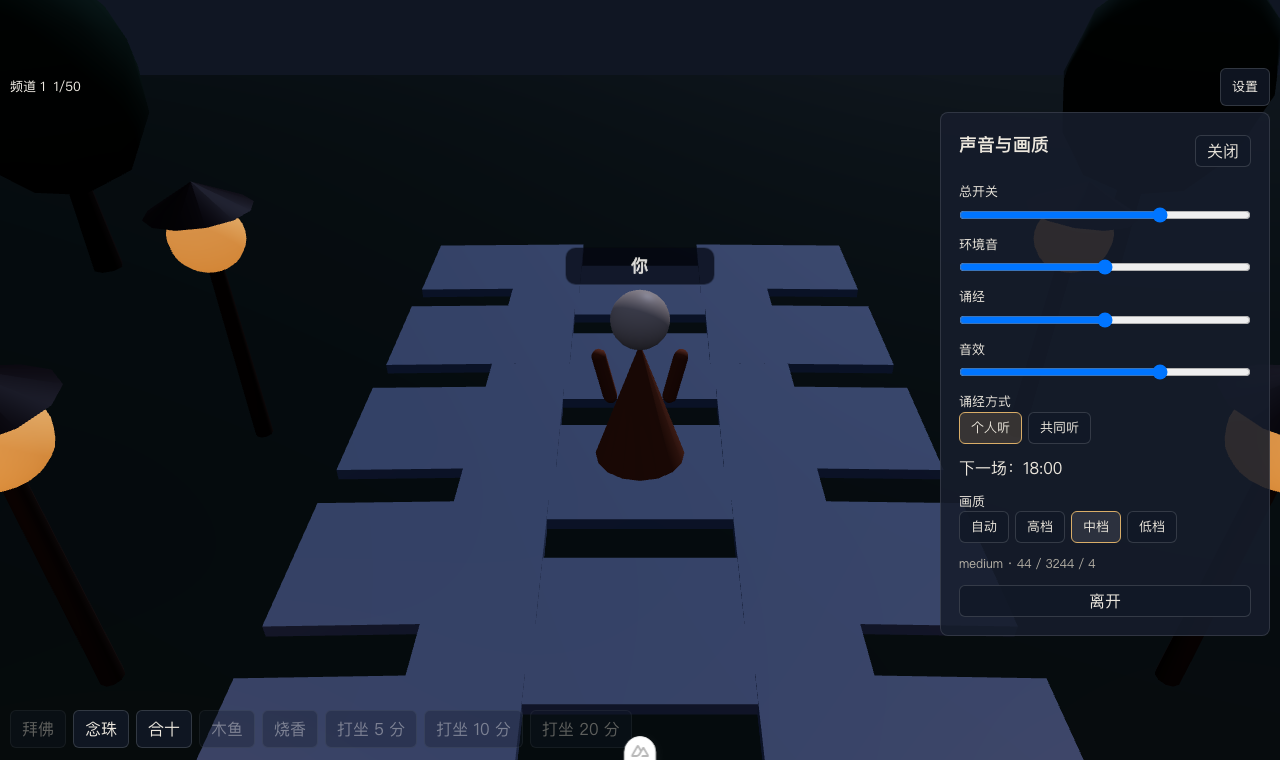 频道 1 1/50
设置
声音与画质
关闭
总开关
环境音
诵经
音效
诵经方式
个人听 共同听
下一场：18:00
画质
自动 高档 中档 低档
medium · 44 / 3244 / 4
离开
你
拜佛 念珠 合十 木鱼 烧香 打坐 5 分 打坐 10 分 打坐 20 分